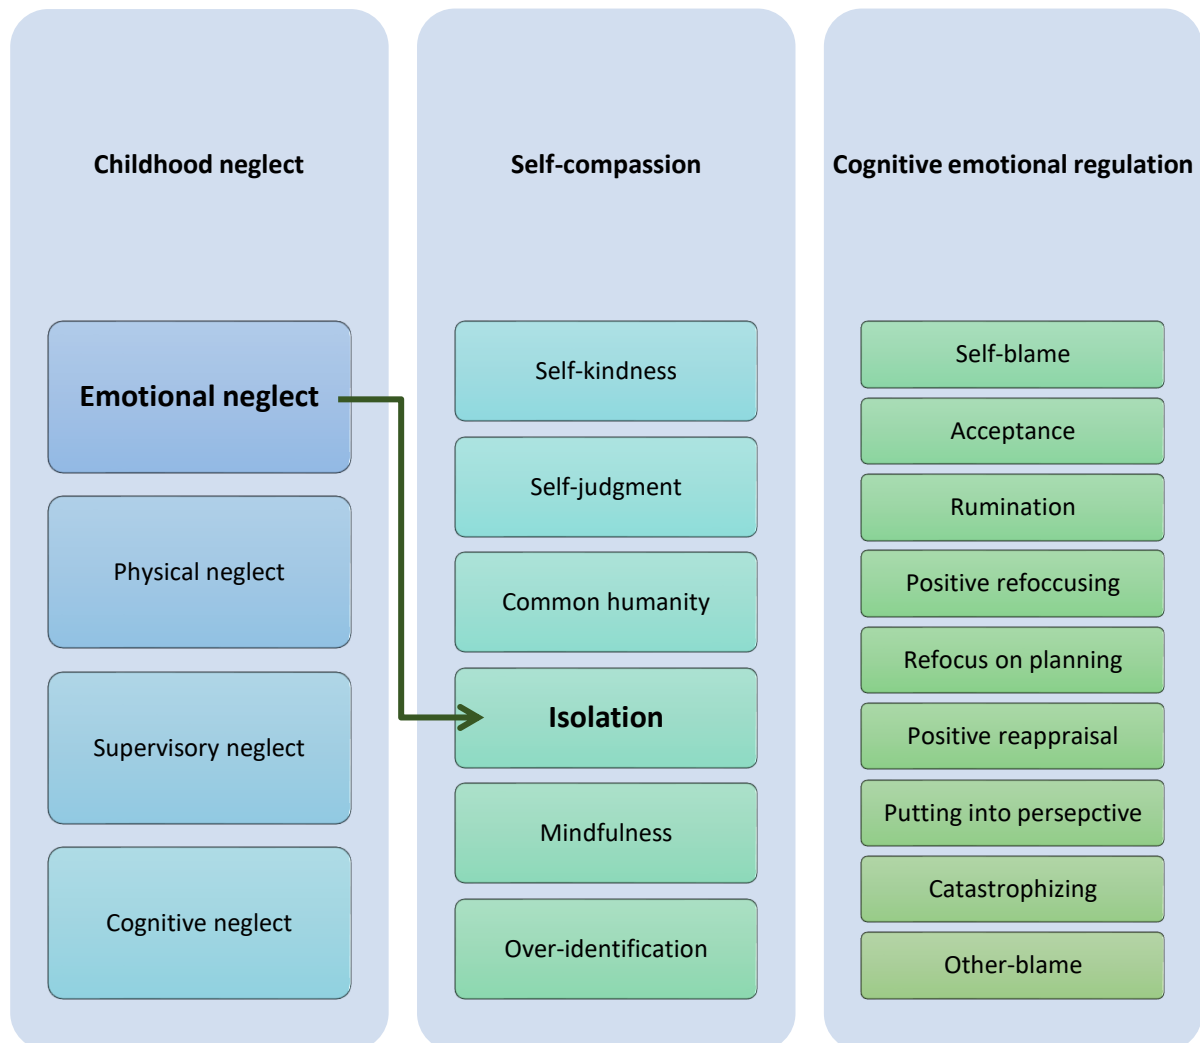 Childhood neglect
Emotional neglect
Physical neglect
Supervisory neglect
Cognitive neglect
Self-compassion
Self-kindness
Self-judgment
Common humanity
Isolation
Mindfulness
Over-identification
Cognitive emotional regulation
Self-blame
Acceptance
Rumination
Positive refoccusing
Refocus on planning
Positive reappraisal
Putting into persepctive
Catastrophizing
Other-blame